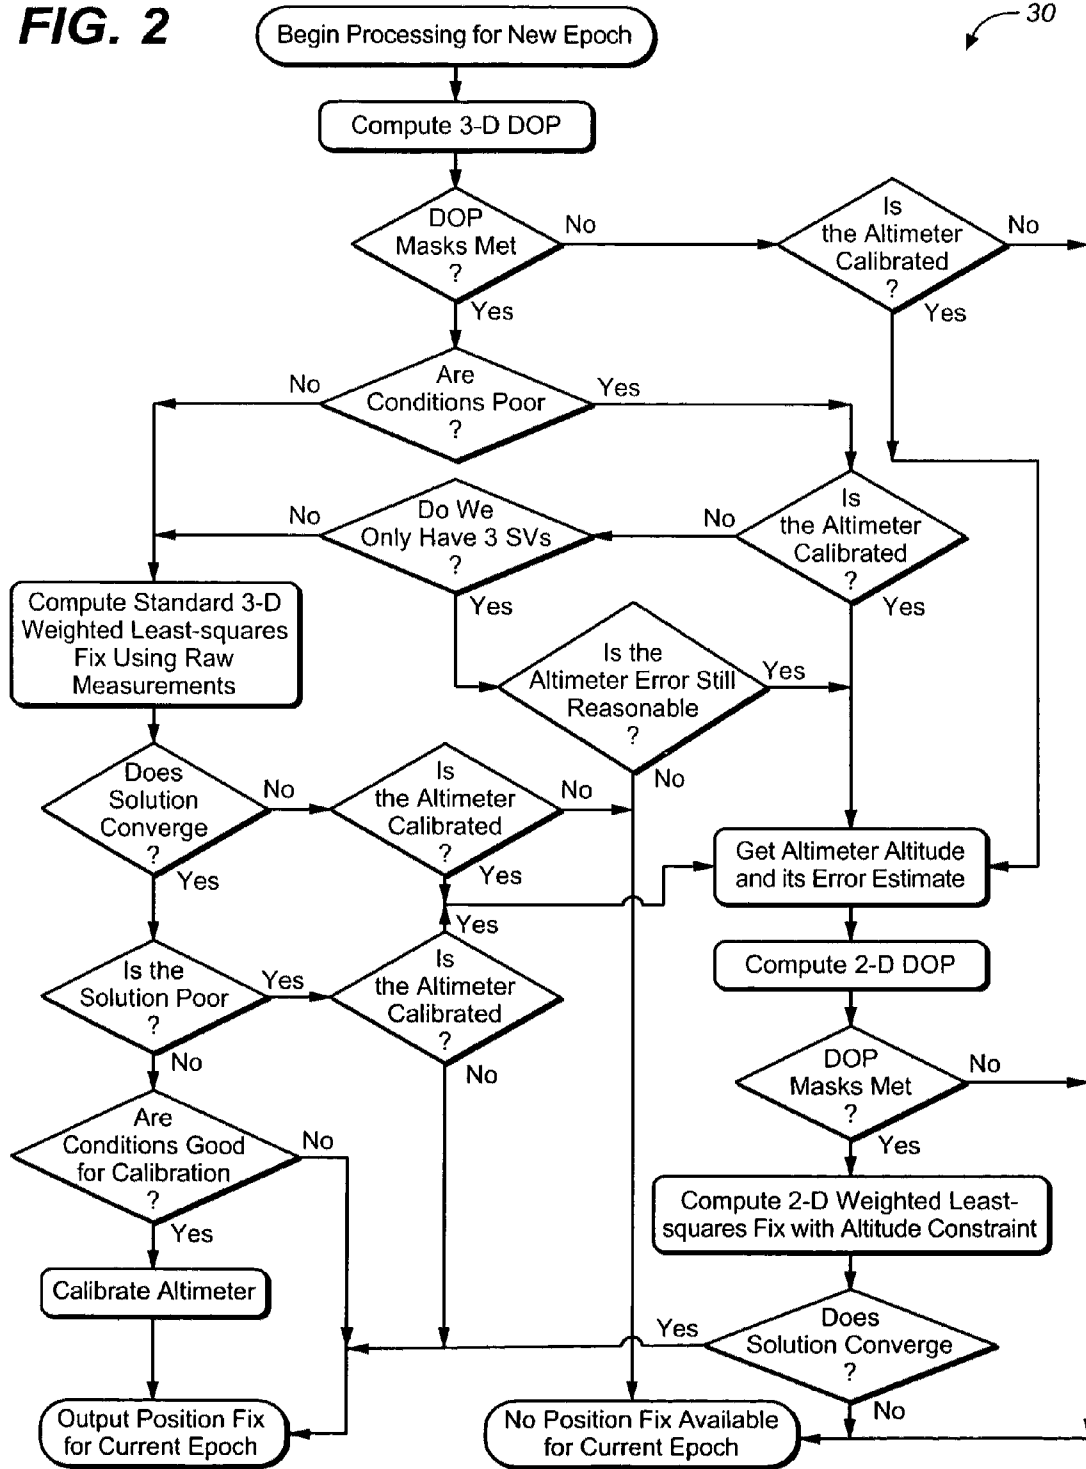 FIG. 2
30
Begin Processing for New Epoch
Compute 3-D DOP
DOP
Masks Met
?
No
Yes
Is
the Altimeter
Calibrated
?
No
Yes
Are
Conditions Poor
?
No
Yes
Do We
Only Have 3 SVs
?
No
Yes
Is
the Altimeter
Calibrated
?
No
Yes
Compute Standard 3-D
Weighted Least-squares
Fix Using Raw
Measurements
Is the
Altimeter Error Still
Reasonable
?
Yes
No
Does
Solution
Converge
?
No
Yes
Is
the Altimeter
Calibrated
?
No
Yes
Get Altimeter Altitude
and its Error Estimate
Is the
Solution Poor
?
Yes
No
Yes
Is
the Altimeter
Calibrated
?
No
Compute 2-D DOP
DOP
Masks Met
?
No
Yes
Are
Conditions Good
for Calibration
?
No
Yes
Compute 2-D Weighted Least-
squares Fix with Altitude Constraint
Calibrate Altimeter
Does
Solution Converge
?
Yes
No
Output Position Fix
for Current Epoch
No Position Fix Available
for Current Epoch